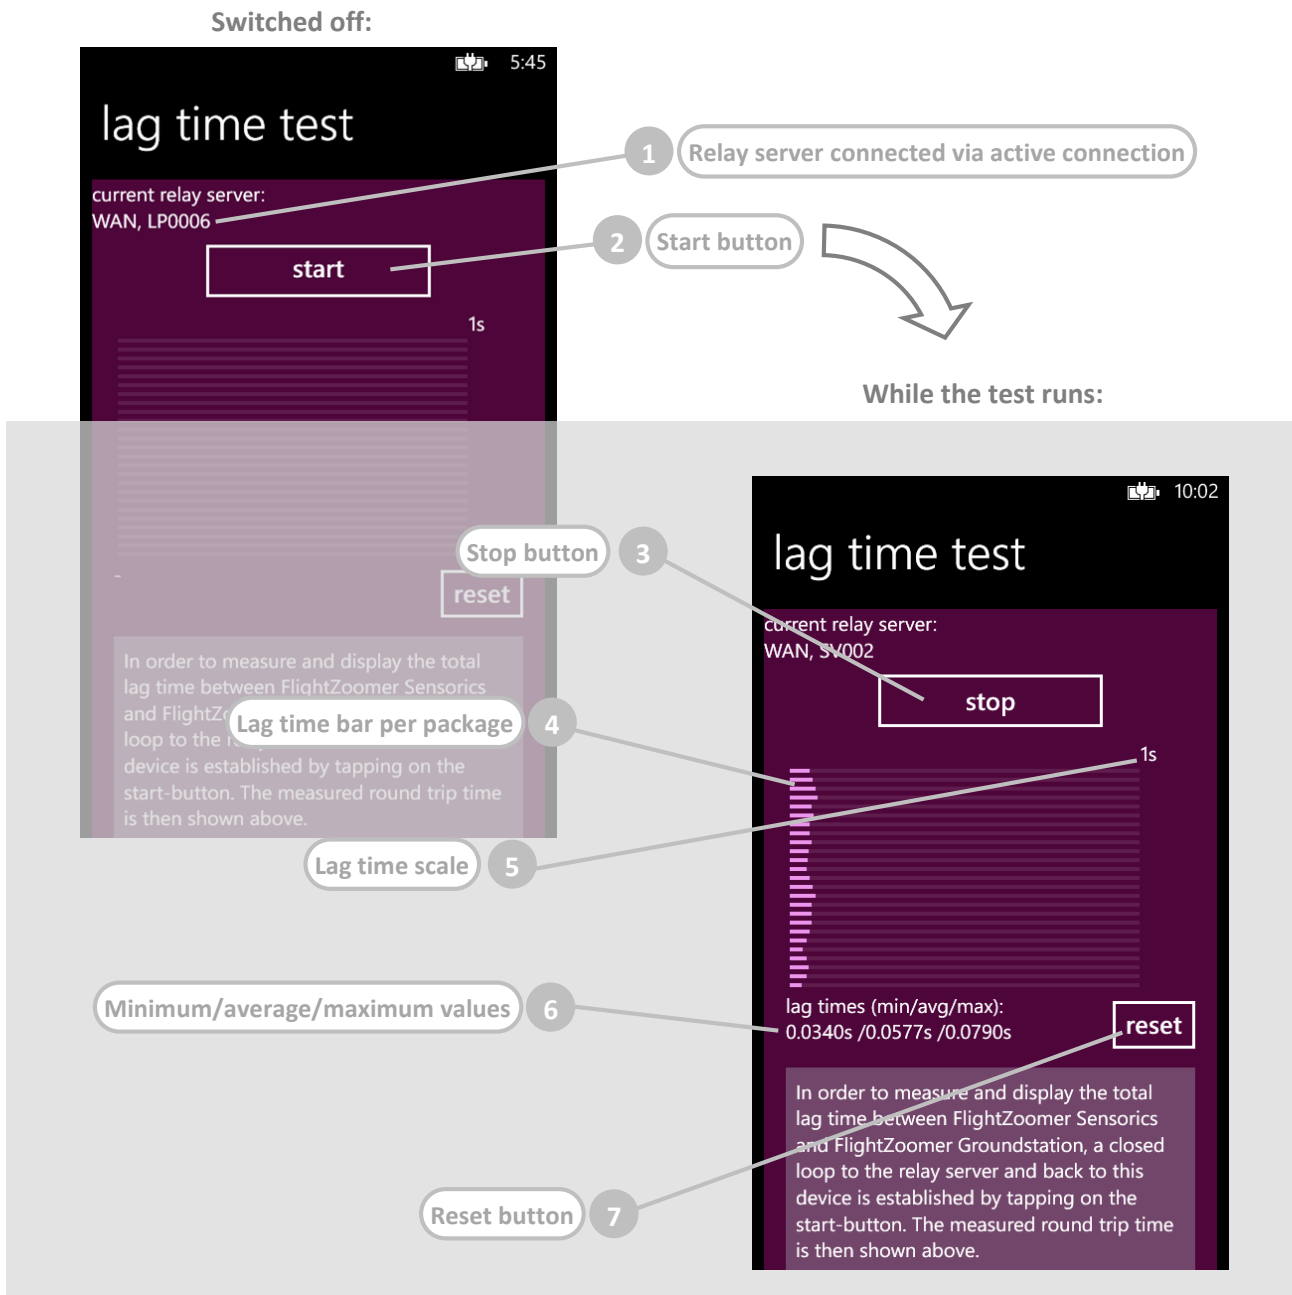 Switched off:
5:45
lag time test
1 Relay server connected via active connection
current relay server:
WAN, LP0006
2 Start button
start
1s
While the test runs:
10:02
Stop button 3
lag time test
-
reset
current relay server:
WAN, SV002
In order to measure and display the total
lag time between FlightZoomer Sensorics
and FlightZo
loop to the r
device is established by tapping on the
start-button. The measured round trip time
is then shown above.
stop
Lag time bar per package 4
1s
Lag time scale 5
Minimum/average/maximum values 6
lag times (min/avg/max):
0.0340s /0.0577s /0.0790s
reset
In order to measure and display the total
lag time between FlightZoomer Sensorics
and FlightZoomer Groundstation, a closed
loop to the relay server and back to this
device is established by tapping on the
start-button. The measured round trip time
is then shown above.
Reset button 7